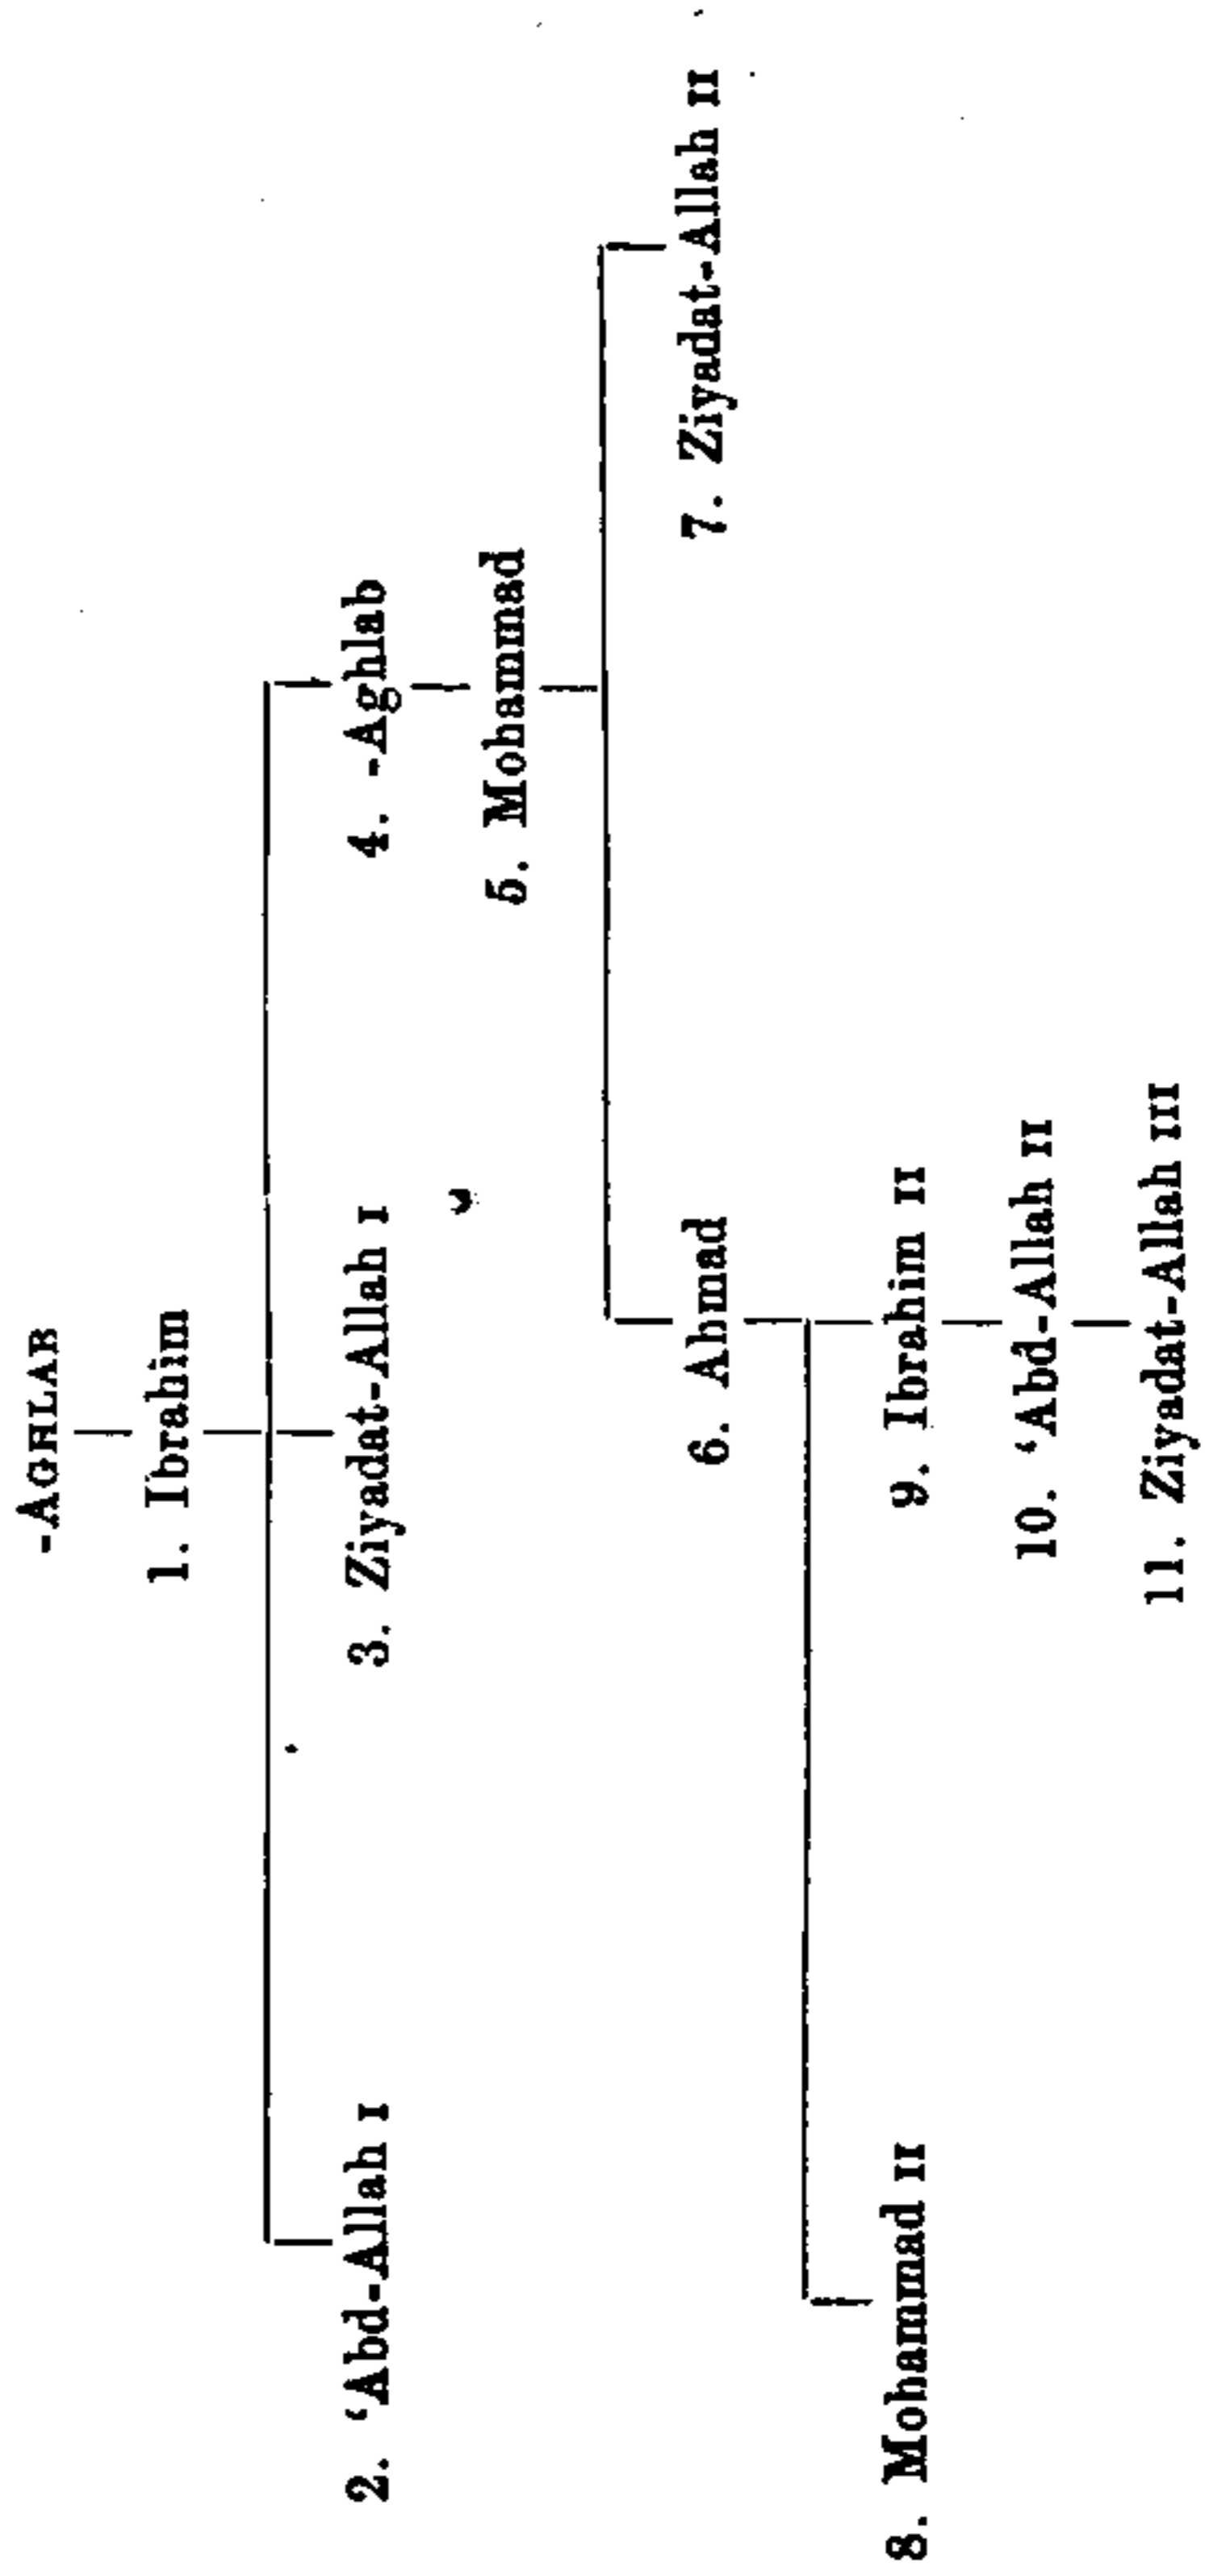 -AGHLAB
1. Ibrahim
2. ‘Abd-Allah I
3. Ziyadat-Allah I
4. -Aghlab
5. Mohammad
6. Ahmad
7. Ziyadat-Allah II
8. Mohammad II
9. Ibrahim II
10. ‘Abd-Allah II
11. Ziyadat-Allah III